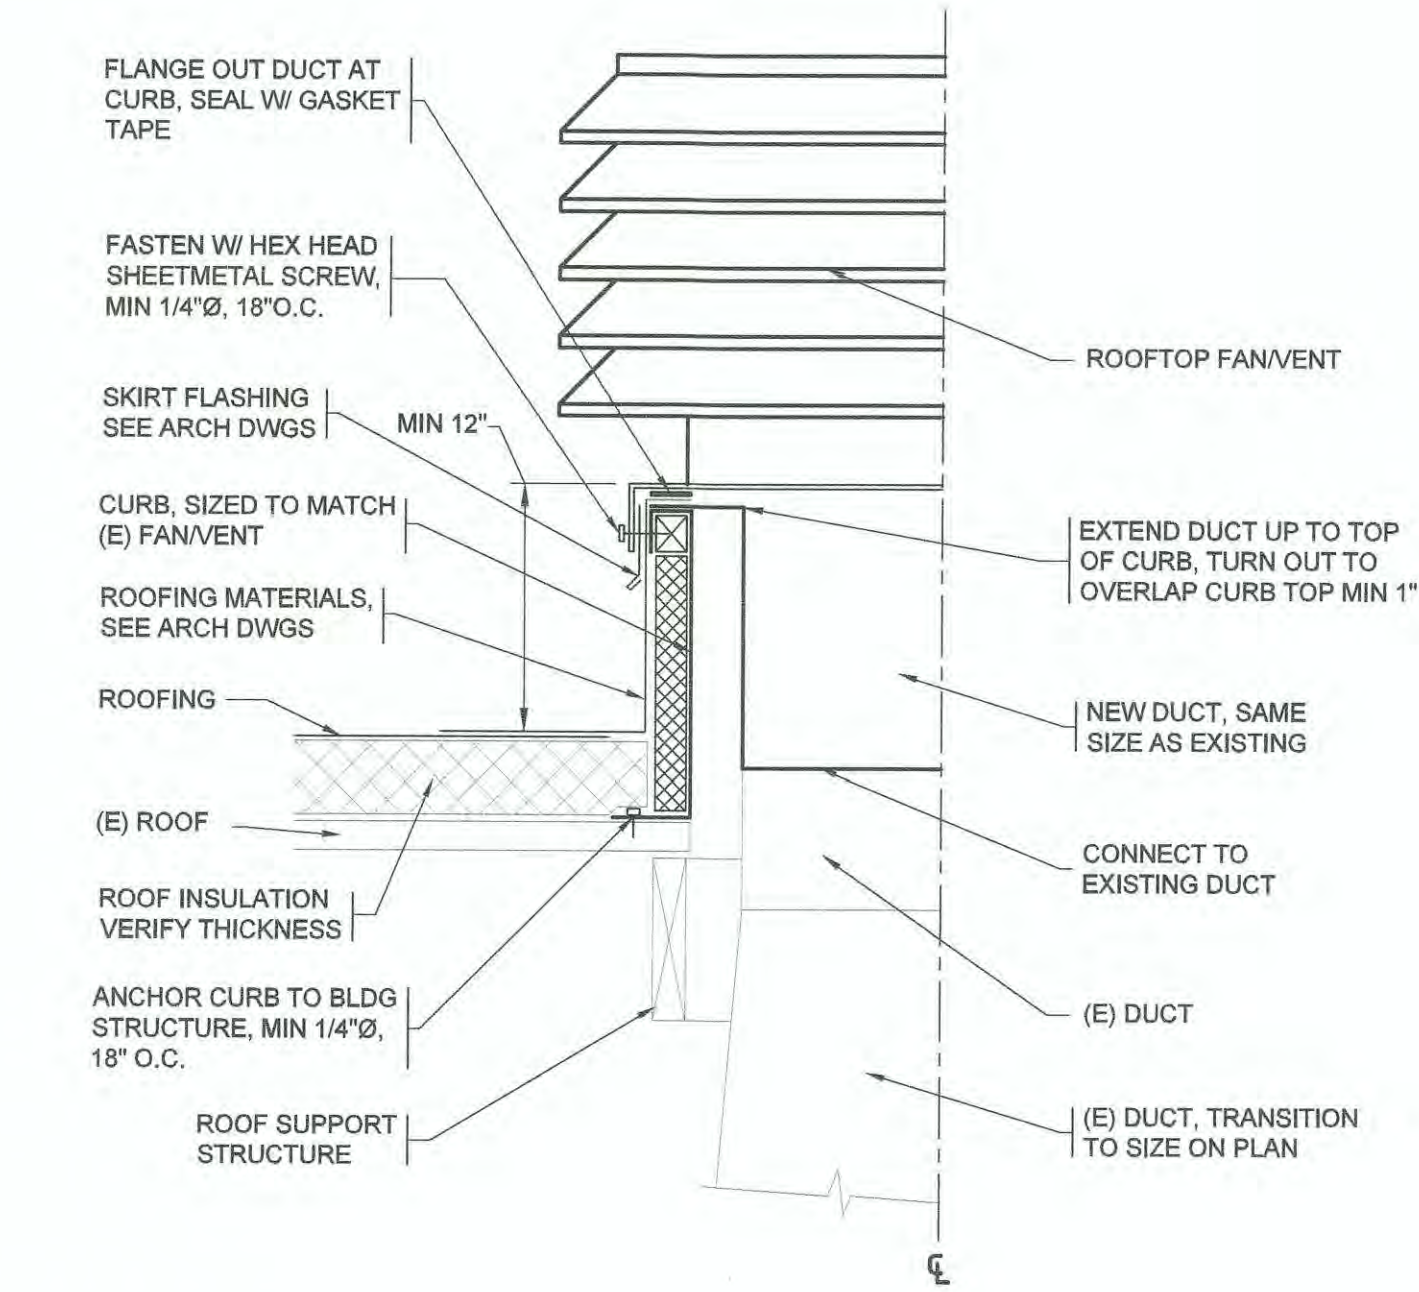 FLANGE OUT DUCT AT
CURB, SEAL W/ GASKET
TAPE
FASTEN W/ HEX HEAD
SHEETMETAL SCREW,
MIN 1/4"Ø, 18"O.C.
SKIRT FLASHING
SEE ARCH DWGS
MIN 12"
CURB, SIZED TO MATCH
(E) FAN/VENT
ROOFING MATERIALS,
SEE ARCH DWGS
ROOFING
(E) ROOF
ROOF INSULATION
VERIFY THICKNESS
ANCHOR CURB TO BLDG
STRUCTURE, MIN 1/4"Ø,
18" O.C.
ROOF SUPPORT
STRUCTURE
ROOFTOP FAN/VENT
EXTEND DUCT UP TO TOP
OF CURB, TURN OUT TO
OVERLAP CURB TOP MIN 1"
NEW DUCT, SAME
SIZE AS EXISTING
CONNECT TO
EXISTING DUCT
(E) DUCT
(E) DUCT, TRANSITION
TO SIZE ON PLAN
℄